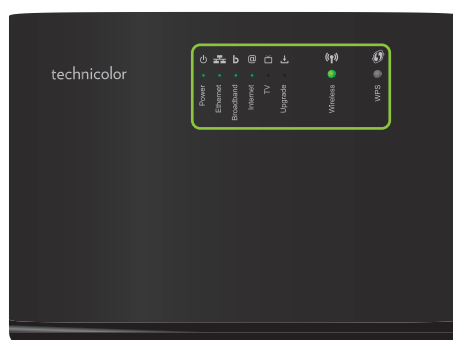 technicolor
Power
Ethernet
Broadband
Internet
TV
Upgrade
Wireless
WPS